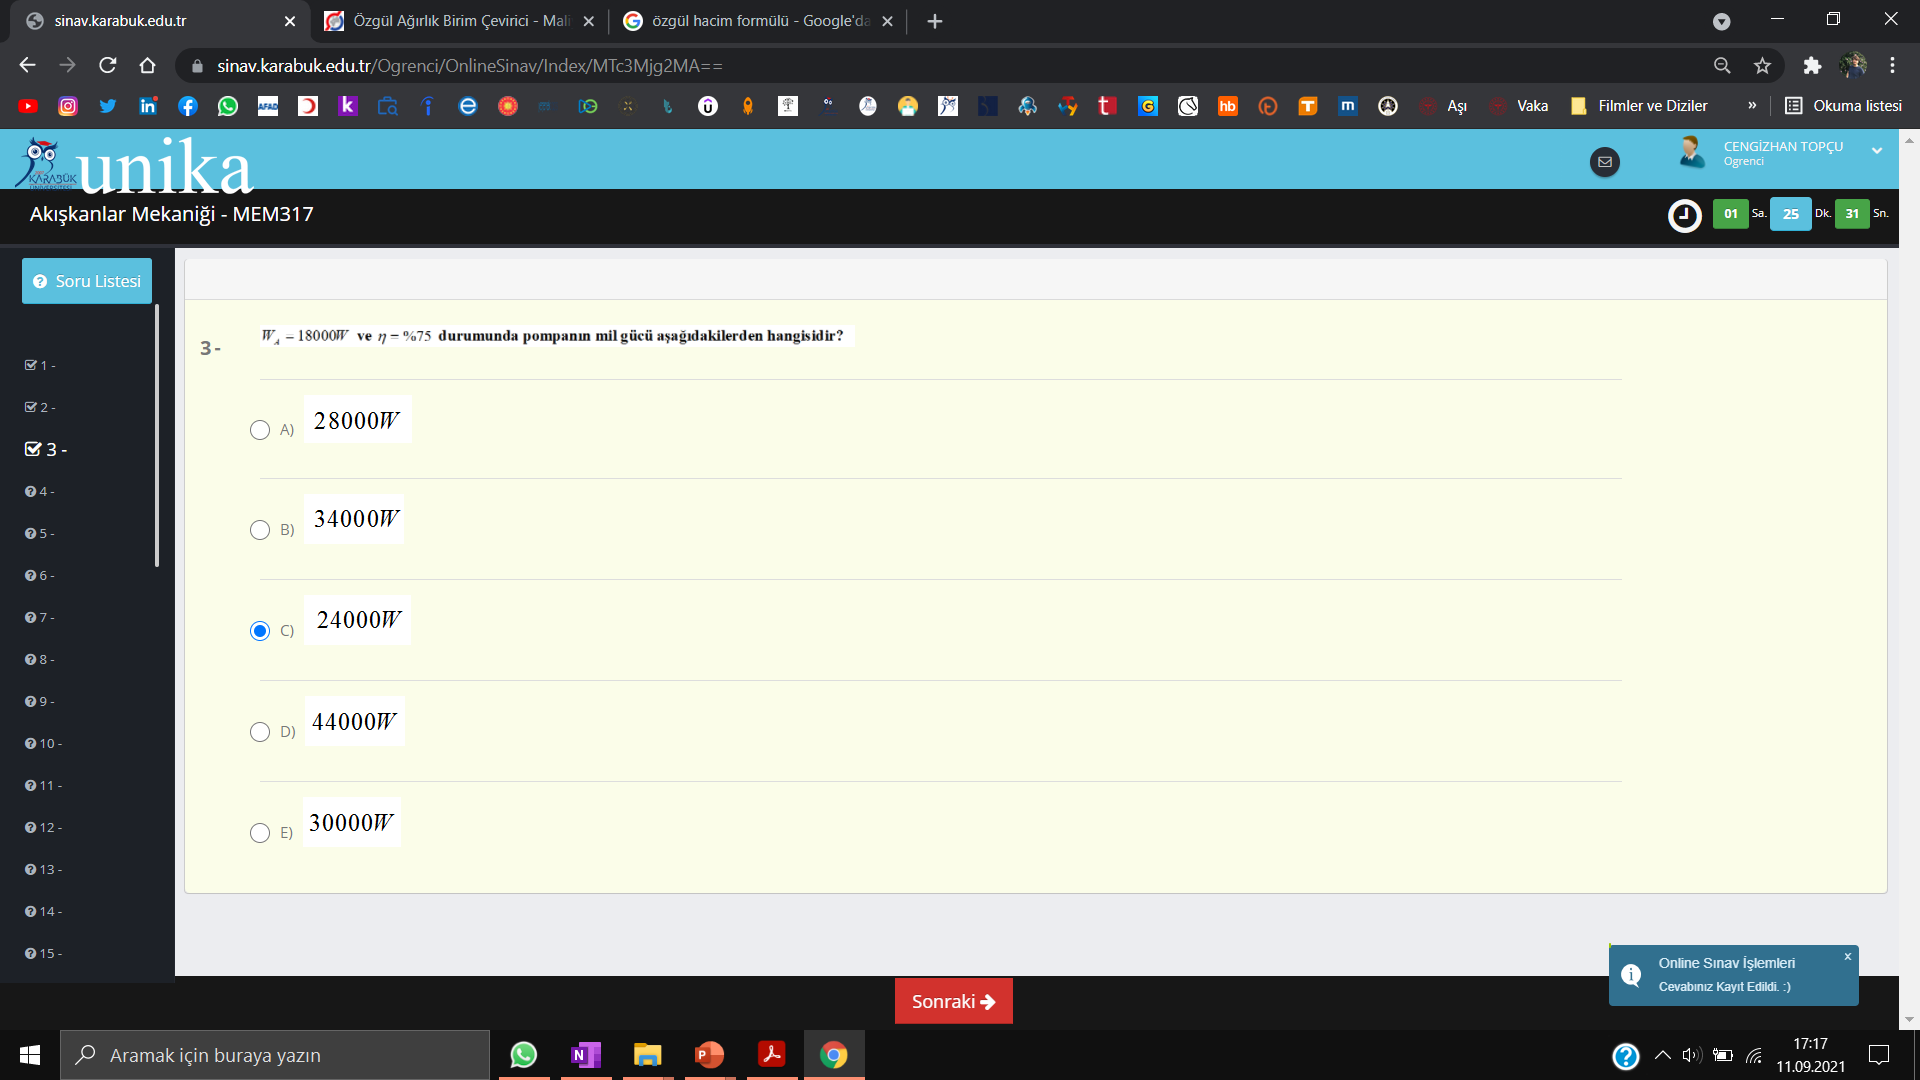 sinav.karabuk.edu.tr
Özgül Ağırlık Birim Çevirici - Mali
özgül hacim formülü - Google'da
sinav.karabuk.edu.tr/Ogrenci/OnlineSinav/Index/MTc3Mjg2MA==
Aşı
Vaka
Filmler ve Diziler
»
Okuma listesi
KARABÜK
unika
CENGİZHAN TOPÇU
Ogrenci
Akışkanlar Mekaniği - MEM317
01 Sa. 25 Dk. 31 Sn.
Soru Listesi
1 -
2 -
3 -
4 -
5 -
6 -
7 -
8 -
9 -
10 -
11 -
12 -
13 -
14 -
15 -
3 -
W_A = 18000W ve η = %75 durumunda pompanın mil gücü aşağıdakilerden hangisidir?
A) 28000W
B) 34000W
C) 24000W
D) 44000W
E) 30000W
Online Sınav İşlemleri
Cevabınız Kayıt Edildi. :)
Sonraki
Aramak için buraya yazın
17:17
11.09.2021